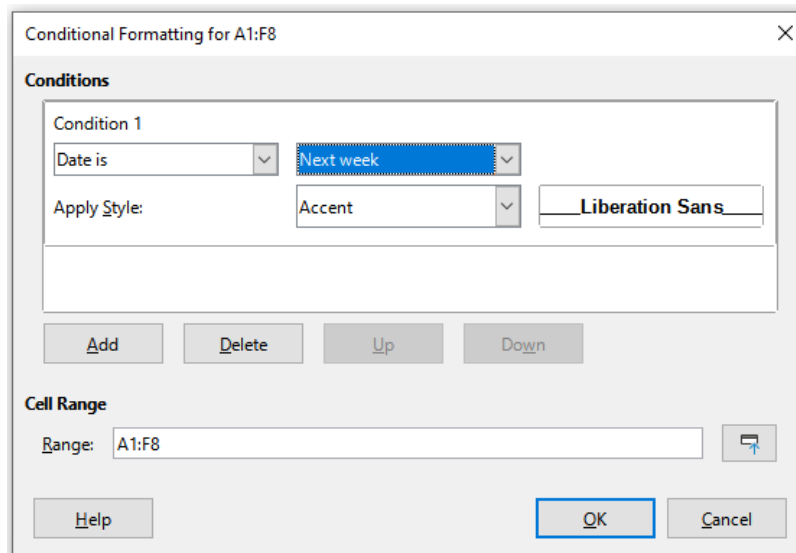 Conditional Formatting for A1:F8
Conditions
Condition 1
Date is Next week
Apply Style: Accent Liberation Sans
Add Delete Up Down
Cell Range
Range: A1:F8
Help OK Cancel